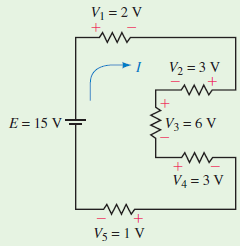 V₁ = 2 V
+ −
I
V₂ = 3 V
− +
+
E = 15 V
V₃ = 6 V
−
+ −
V₄ = 3 V
− +
V₅ = 1 V